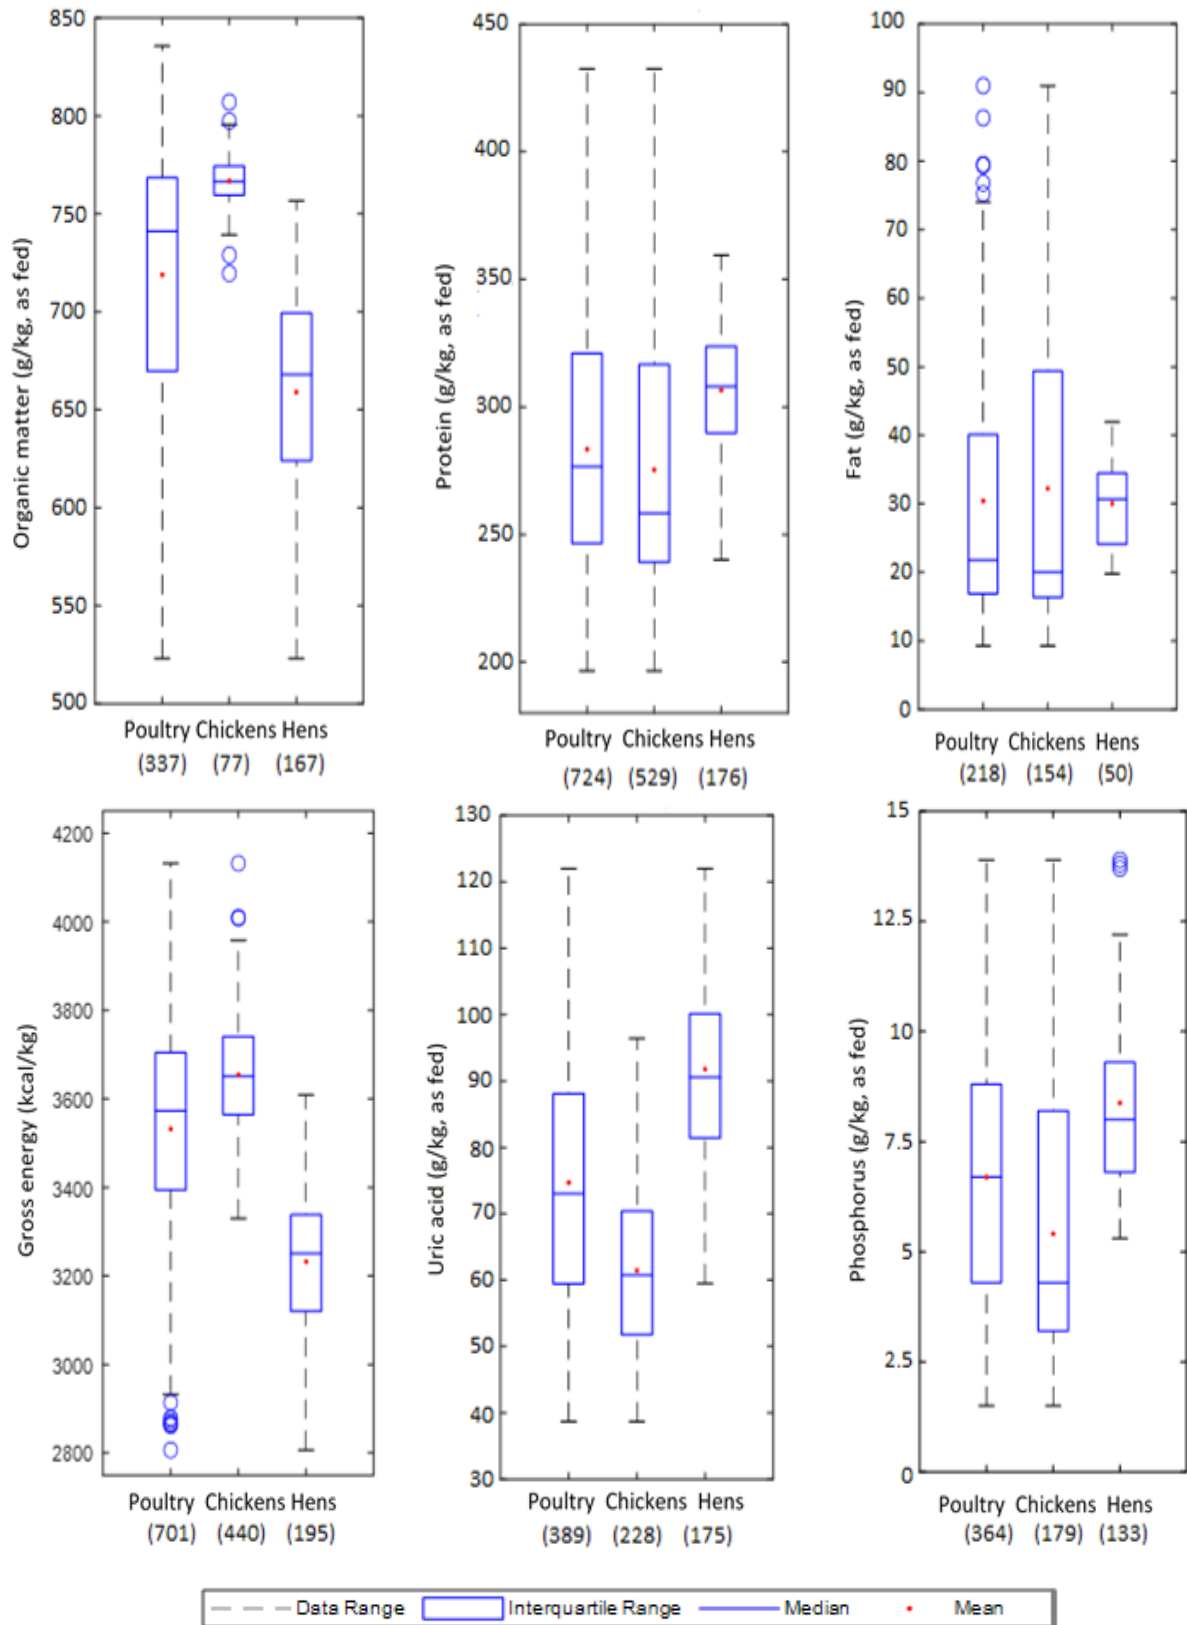 850
800
750
700
650
600
550
500
Organic matter (g/kg, as fed)
Poultry Chickens Hens
(337) (77) (167)
450
400
350
300
250
200
Protein (g/kg, as fed)
Poultry Chickens Hens
(724) (529) (176)
100
90
80
70
60
50
40
30
20
10
0
Fat (g/kg, as fed)
Poultry Chickens Hens
(218) (154) (50)
4200
4000
3800
3600
3400
3200
3000
2800
Gross energy (kcal/kg)
Poultry Chickens Hens
(701) (440) (195)
130
120
110
100
90
80
70
60
50
40
30
Uric acid (g/kg, as fed)
Poultry Chickens Hens
(389) (228) (175)
15
12.5
10
7.5
5
2.5
0
Phosphorus (g/kg, as fed)
Poultry Chickens Hens
(364) (179) (133)
Data Range Interquartile Range Median Mean